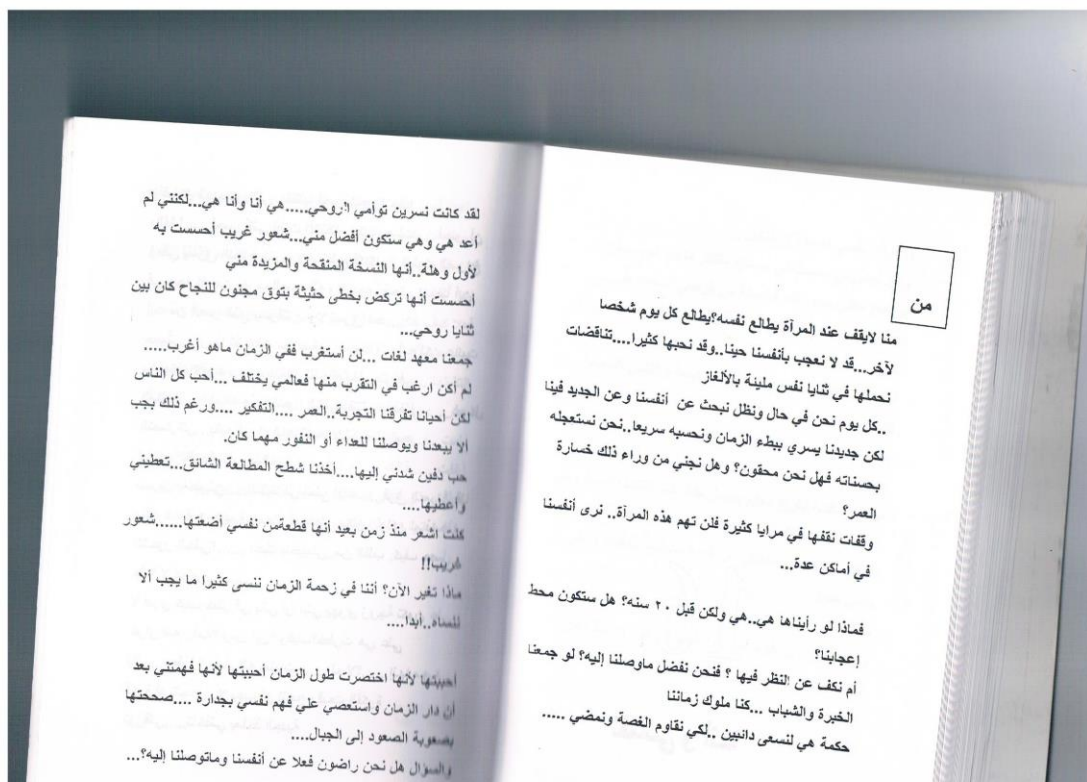 من
منا لايقف عند المرآة يطالع نفسه؟يطالع كل يوم شخصا
لآخر...قد لا نعجب بأنفسنا حينا..وقد نحبها كثيرا....تناقضات
نحملها في ثنايا نفس مليئة بالألغاز
..كل يوم نحن في حال ونظل نبحث عن أنفسنا وعن الجديد فينا
لكن جديدنا يسري ببطء الزمان ونحسبه سريعا..نحن نستعجله
بحسناته فهل نحن محقون؟ وهل نجني من وراء ذلك خسارة
العمر؟
وقفات نقفها في مرايا كثيرة فلن تهم هذه المرآة.. نرى أنفسنا
في أماكن عدة...
فماذا لو رأيناها هي..هي ولكن قبل ٢٠ سنه؟ هل ستكون محط
إعجابنا؟
أم نكف عن النظر فيها ؟ فنحن نفضل ماوصلنا إليه؟ لو جمعنا
الخبرة والشباب ...كنا ملوك زماننا
حكمة هي لنسعى دائبين ..لكي نقاوم الغصة ونمضي .....
لقد كانت نسرين توأمي الروحي.....هي أنا وأنا هي...لكنني لم
أعد هي وهي ستكون أفضل مني...شعور غريب أحسست به
لأول وهلة..أنها النسخة المنقحة والمزيدة مني
أحسست أنها تركض بخطى حثيثة بتوق مجنون للنجاح كان بين
ثنايا روحي...
جمعنا معهد لغات ...لن أستغرب ففي الزمان ماهو أغرب.....
لم أكن ارغب في التقرب منها فعالمي يختلف ...أحب كل الناس
لكن أحيانا تفرقنا التجربة..العمر ....التفكير ....ورغم ذلك يجب
ألا يبعدنا ويوصلنا للعداء أو النفور مهما كان.
حب دفين شدني إليها....أخذنا شطح المطالعة الشائق...تعطيني
وأعطيها....
كنت اشعر منذ زمن بعيد أنها قطعةمن نفسي أضعتها......شعور
غريب!!
ماذا تغير الآن؟ أننا في زحمة الزمان ننسى كثيرا ما يجب ألا
ننساه..أبدا....
أحببتها لأنها اختصرت طول الزمان أحببتها لأنها فهمتني بعد
أن دار الزمان واستعصي علي فهم نفسي بجدارة ....صححتها
بصعوبة الصعود إلى الجبال....
والسؤال هل نحن راضون فعلا عن أنفسنا وماتوصلنا إليه؟...